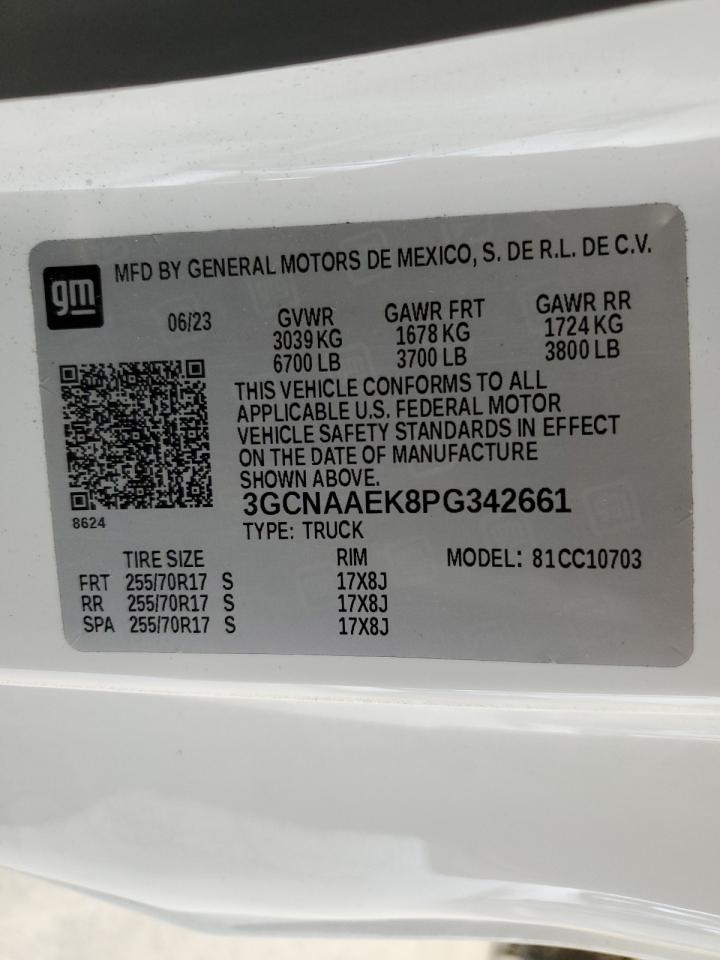 gm
MFD BY GENERAL MOTORS DE MEXICO, S. DE R.L. DE C.V.
06/23 GVWR GAWR FRT GAWR RR
3039 KG 1678 KG 1724 KG
6700 LB 3700 LB 3800 LB
THIS VEHICLE CONFORMS TO ALL
APPLICABLE U.S. FEDERAL MOTOR
VEHICLE SAFETY STANDARDS IN EFFECT
ON THE DATE OF MANUFACTURE
SHOWN ABOVE.
8624
3GCNAAEK8PG342661
TYPE: TRUCK
TIRE SIZE RIM MODEL: 81CC10703
FRT 255/70R17 S 17X8J
RR 255/70R17 S 17X8J
SPA 255/70R17 S 17X8J